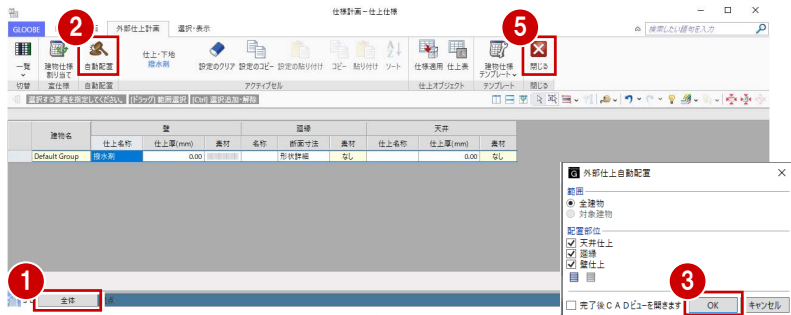 仕様計画 - 仕上仕様
GLOOBE
外部仕上計画 選択・表示
検索したい語句を入力
2
5
一覧
建物仕様
割り当て
自動配置
仕上・下地
撥水剤
設定のクリア
設定のコピー
設定の貼り付け
コピー
貼り付け
ソート
仕様適用
仕上表
建物仕様
テンプレート
閉じる
切替 室仕様 自動配置 アクティブセル 仕上オブジェクト テンプレート 閉じる
選択する要素を指定してください。 [ドラッグ]:範囲選択 [Ctrl]:選択追加・解除
建物名 壁 廻縁 天井
仕上名称 仕上厚(mm) 素材 名称 断面寸法 素材 仕上名称 仕上厚(mm) 素材
Default Group 撥水剤 0.00 形状詳細 なし 0.00 なし
外部仕上自動配置
範囲
全建物
対象建物
配置部位
天井仕上
廻縁
壁仕上
完了後CADビューを開きます
OK
キャンセル
3
1
全体